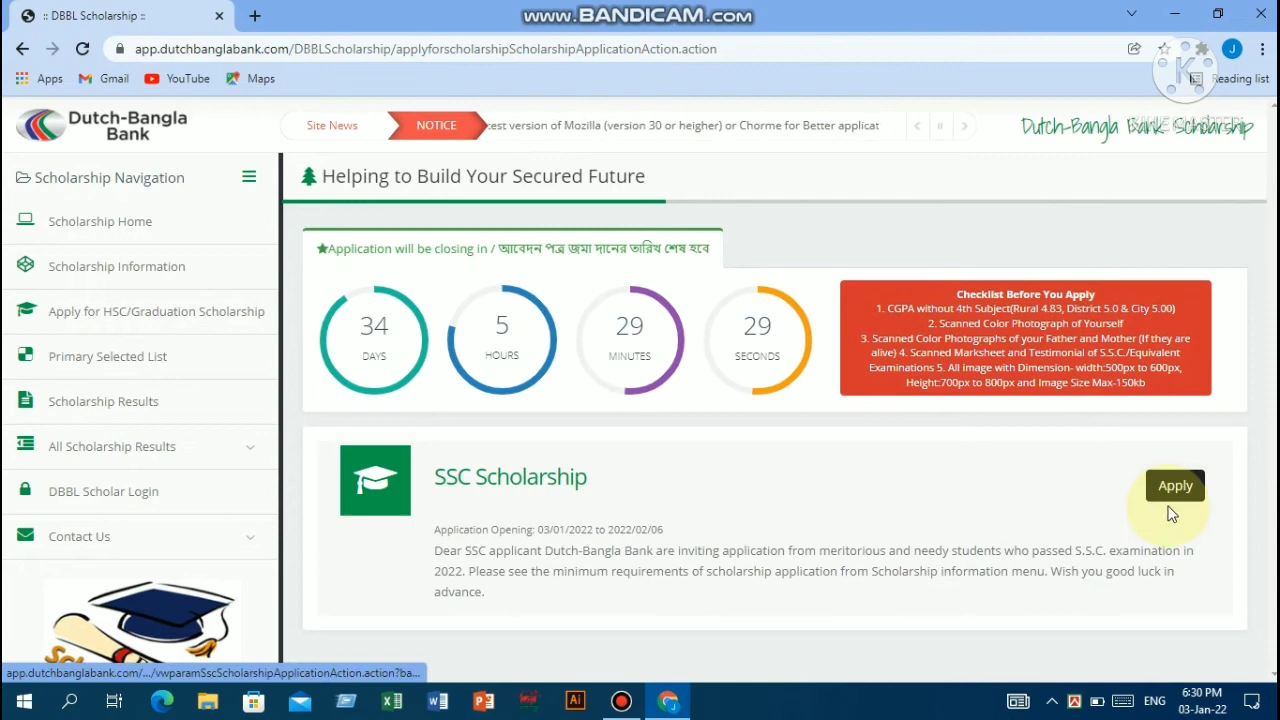 WWW.BANDICAM.COM
:: DBBL Scholarship ::
app.dutchbanglabank.com/DBBLScholarship/applyforscholarshipScholarshipApplicationAction.action
J
Apps Gmail YouTube Maps Reading list
Dutch-Bangla
Bank
Site News NOTICE test version of Mozilla (version 30 or heigher) or Chorme for Better applicat
Dutch-Bangla Bank Scholarship
Scholarship Navigation
Helping to Build Your Secured Future
Scholarship Home
Scholarship Information
Apply for HSC/Graduation Scholarship
Primary Selected List
Scholarship Results
All Scholarship Results
DBBL Scholar Login
Contact Us
Application will be closing in / আবেদন পত্র জমা দানের তারিখ শেষ হবে
34 5 29 29
DAYS HOURS MINUTES SECONDS
Checklist Before You Apply
1. CGPA without 4th Subject(Rural 4.83, District 5.0 & City 5.00)
2. Scanned Color Photograph of Yourself
3. Scanned Color Photographs of your Father and Mother (If they are
alive) 4. Scanned Marksheet and Testimonial of S.S.C./Equivalent
Examinations 5. All image with Dimension- width:500px to 600px,
Height:700px to 800px and Image Size Max-150kb
SSC Scholarship
Apply
Application Opening: 03/01/2022 to 2022/02/06
Dear SSC applicant Dutch-Bangla Bank are inviting application from meritorious and needy students who passed S.S.C. examination in
2022. Please see the minimum requirements of scholarship application from Scholarship information menu. Wish you good luck in
advance.
app.dutchbanglabank.com/.../vwparamSscScholarshipApplicationAction.action?ba...
ENG
6:30 PM
03-Jan-22